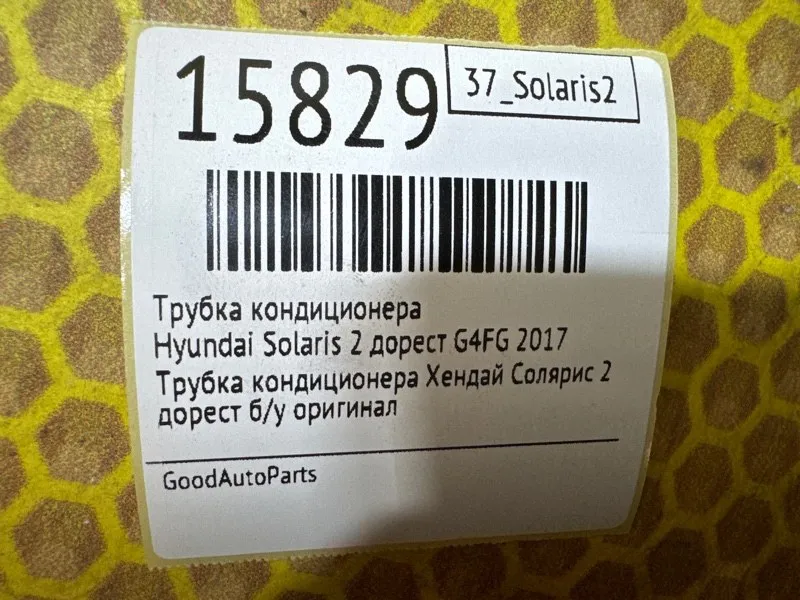 15829
37_Solaris2
Трубка кондиционера
Hyundai Solaris 2 дорест G4FG 2017
Трубка кондиционера Хендай Солярис 2
дорест б/у оригинал
GoodAutoParts